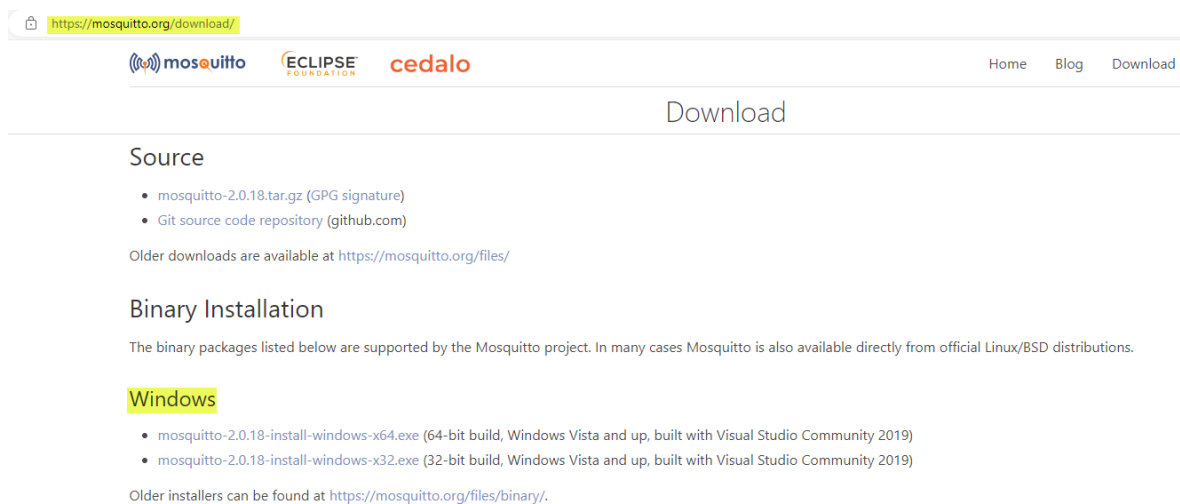 https://mosquitto.org/download/
mosquitto ECLIPSE FOUNDATION cedalo Home Blog Download
Download
Source
mosquitto-2.0.18.tar.gz (GPG signature)
Git source code repository (github.com)
Older downloads are available at https://mosquitto.org/files/
Binary Installation
The binary packages listed below are supported by the Mosquitto project. In many cases Mosquitto is also available directly from official Linux/BSD distributions.
Windows
mosquitto-2.0.18-install-windows-x64.exe (64-bit build, Windows Vista and up, built with Visual Studio Community 2019)
mosquitto-2.0.18-install-windows-x32.exe (32-bit build, Windows Vista and up, built with Visual Studio Community 2019)
Older installers can be found at https://mosquitto.org/files/binary/.